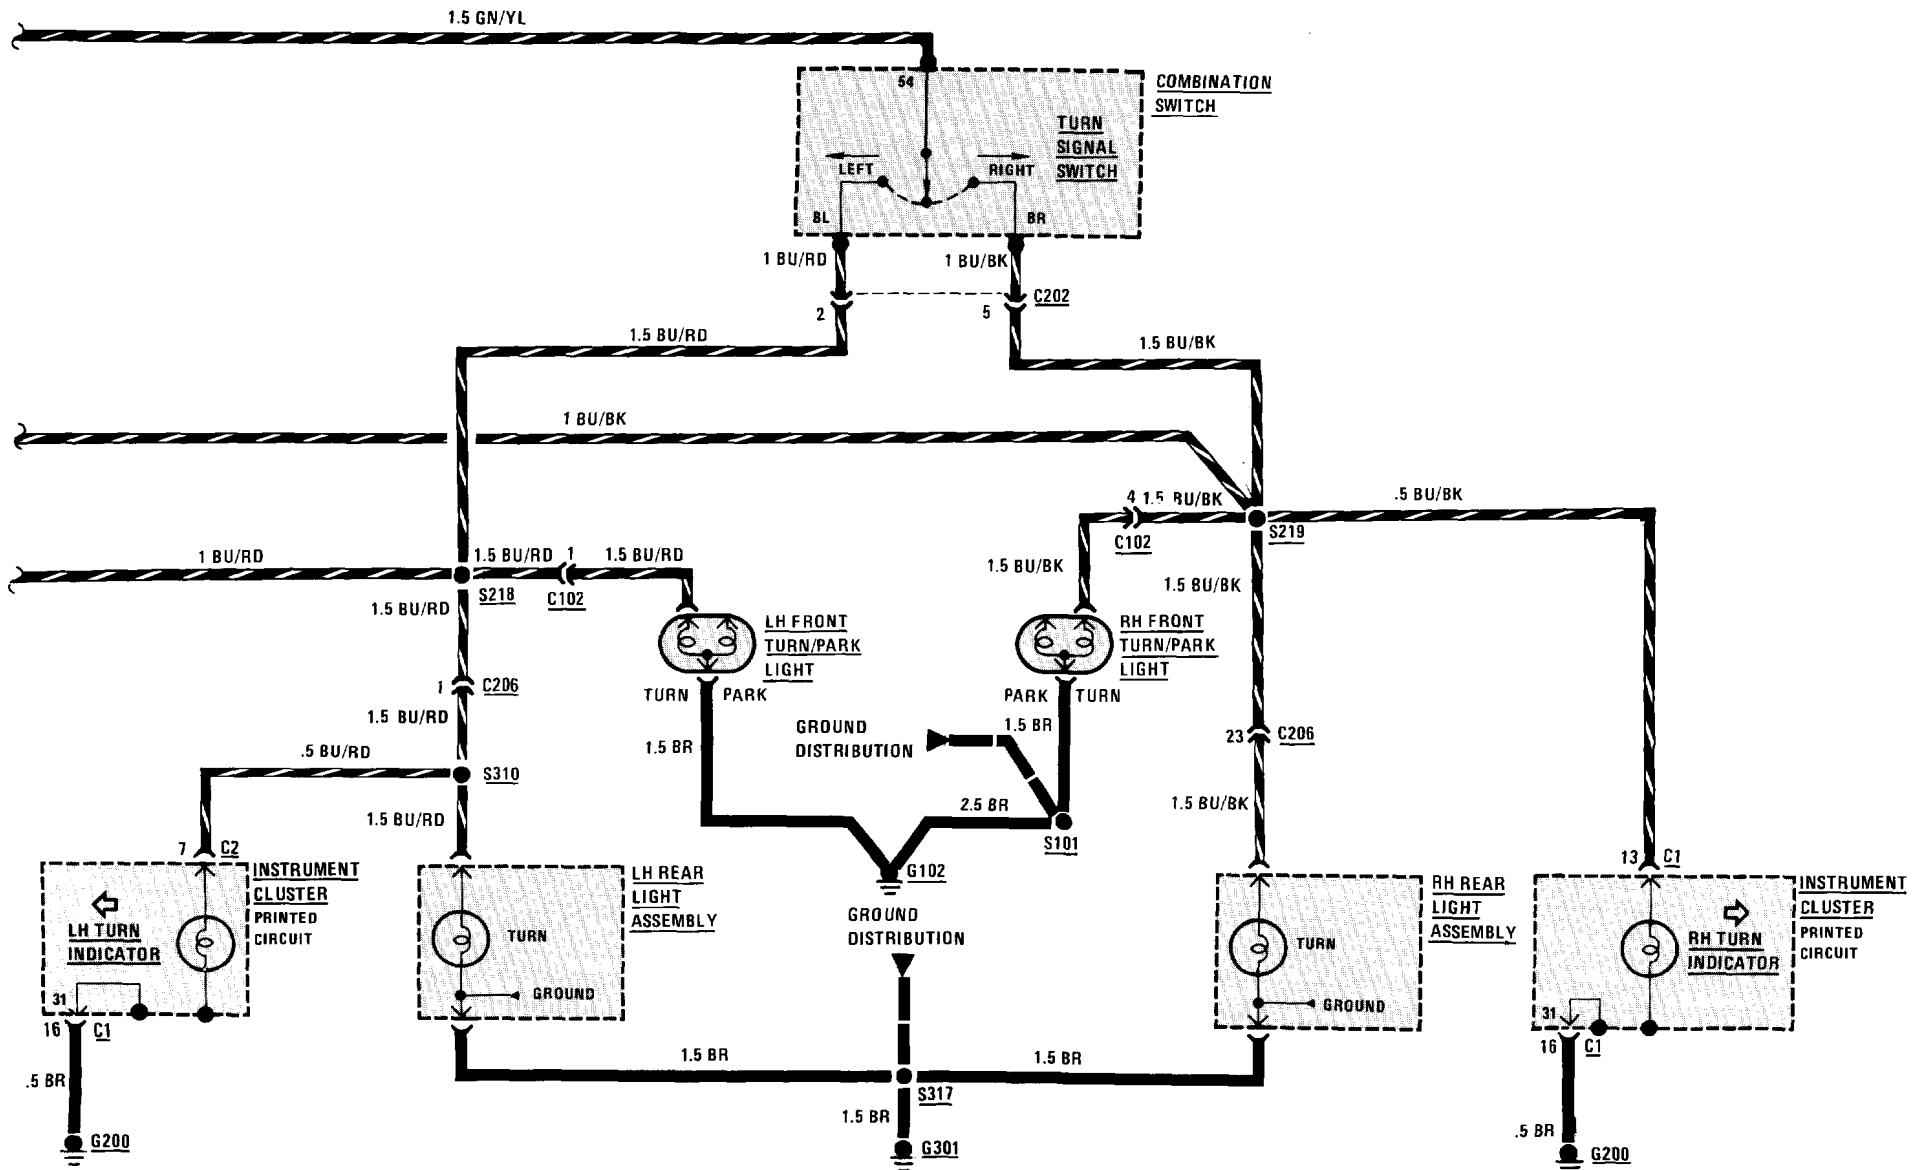 1.5 GN/YL
54
COMBINATION
SWITCH
TURN
SIGNAL
SWITCH
LEFT
RIGHT
BL
BR
1 BU/RD
1 BU/BK
C202
2
5
1.5 BU/RD
1.5 BU/BK
1 BU/BK
4 1.5 BU/BK
.5 BU/BK
C102
S219
1 BU/RD
1.5 BU/RD
1
1.5 BU/RD
S218
C102
1.5 BU/BK
1.5 BU/BK
1.5 BU/RD
LH FRONT
TURN/PARK
LIGHT
RH FRONT
TURN/PARK
LIGHT
1
C206
TURN
PARK
PARK
TURN
1.5 BU/RD
1.5 BR
1.5 BR
GROUND
DISTRIBUTION
23
C206
.5 BU/RD
S310
1.5 BU/RD
2.5 BR
1.5 BU/BK
S101
7
C2
G102
13
C1
INSTRUMENT
CLUSTER
PRINTED
CIRCUIT
LH TURN
INDICATOR
31
16
C1
.5 BR
G200
LH REAR
LIGHT
ASSEMBLY
TURN
GROUND
GROUND
DISTRIBUTION
1.5 BR
1.5 BR
S317
1.5 BR
G301
RH REAR
LIGHT
ASSEMBLY
TURN
GROUND
INSTRUMENT
CLUSTER
PRINTED
CIRCUIT
RH TURN
INDICATOR
31
16
C1
.5 BR
G200